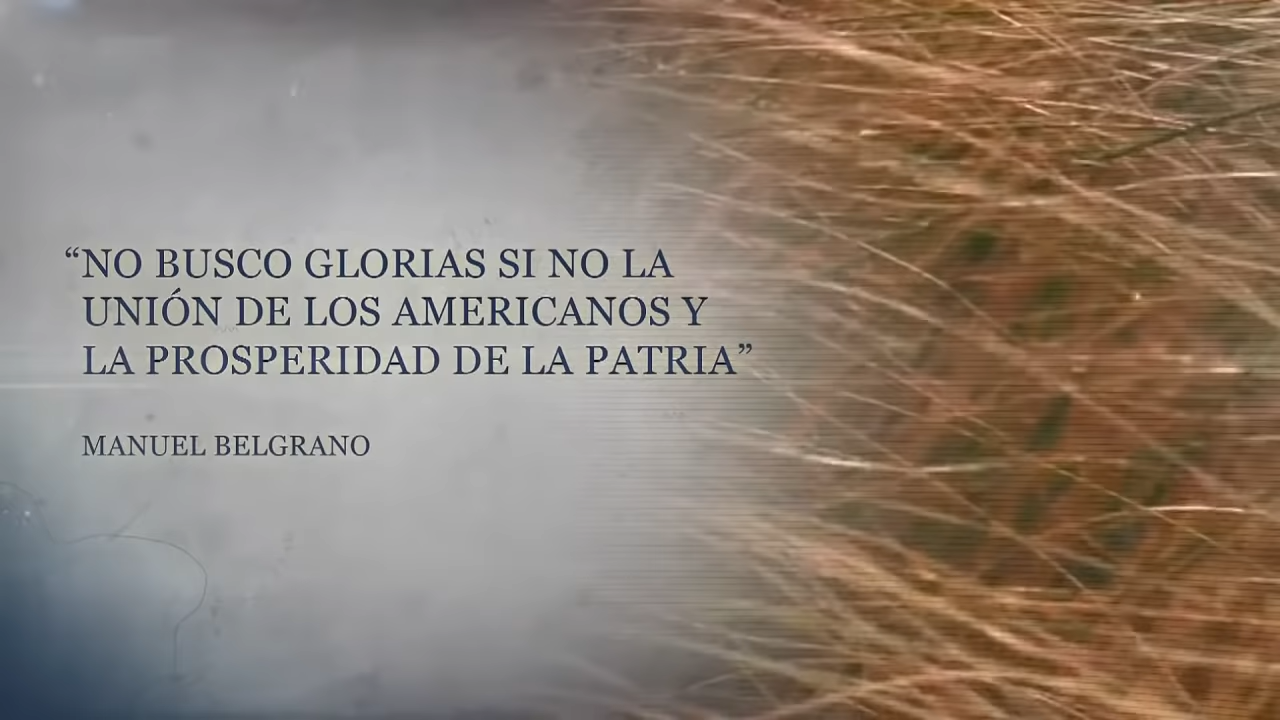 “NO BUSCO GLORIAS SI NO LA
UNIÓN DE LOS AMERICANOS Y
LA PROSPERIDAD DE LA PATRIA”
MANUEL BELGRANO